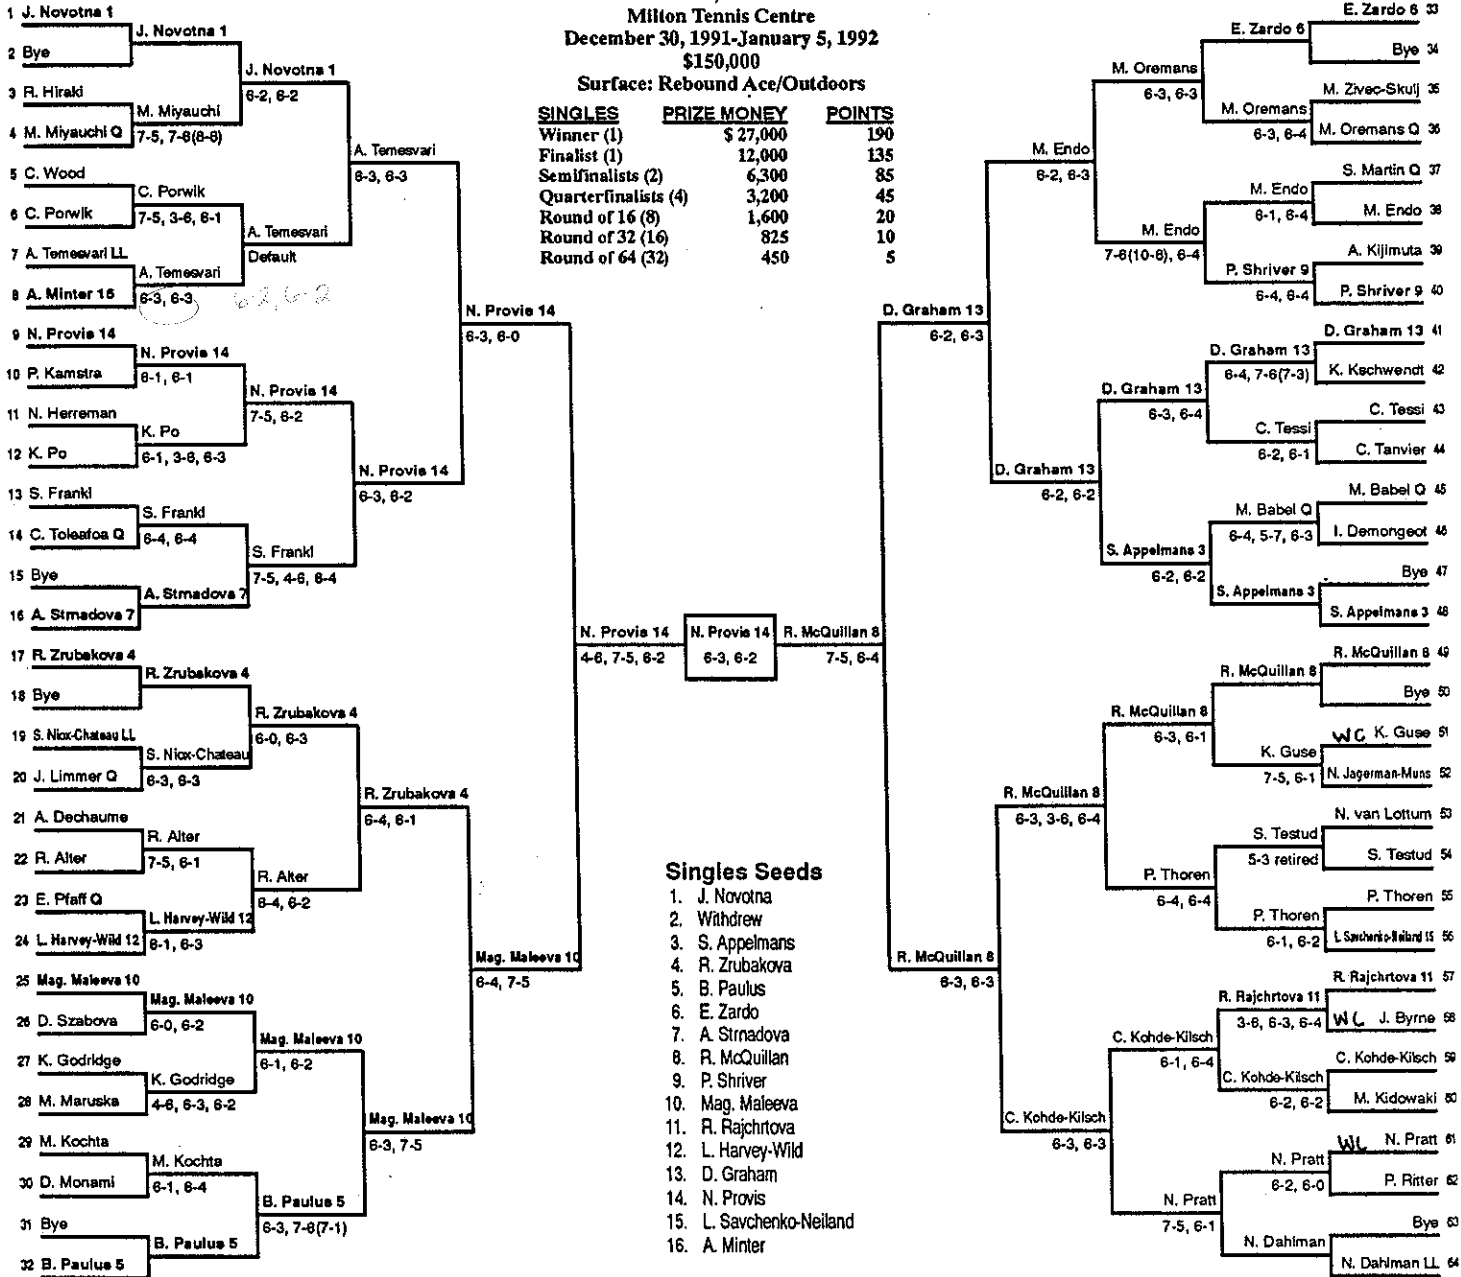 Milton Tennis Centre
December 30, 1991-January 5, 1992
$150,000
Surface: Rebound Ace/Outdoors
SINGLES PRIZE MONEY POINTS
Winner (1) $ 27,000 190
Finalist (1) 12,000 135
Semifinalists (2) 6,300 85
Quarterfinalists (4) 3,200 45
Round of 16 (8) 1,600 20
Round of 32 (16) 825 10
Round of 64 (32) 450 5
1 J. Novotna 1
2 Bye
3 R. Hiraki
4 M. Miyauchi Q
5 C. Wood
6 C. Porwik
7 A. Temesvari LL
8 A. Minter 16
9 N. Provis 14
10 P. Kamstra
11 N. Herreman
12 K. Po
13 S. Frankl
14 C. Toleafoa Q
15 Bye
16 A. Strnadova 7
17 R. Zrubakova 4
18 Bye
19 S. Niox-Chateau LL
20 J. Limmer Q
21 A. Dechaume
22 R. Alter
23 E. Pfaff Q
24 L. Harvey-Wild 12
25 Mag. Maleeva 10
26 D. Szabova
27 K. Godridge
28 M. Maruska
29 M. Kochta
30 D. Monami
31 Bye
32 B. Paulus 5
J. Novotna 1
M. Miyauchi
7-5, 7-6(8-6)
C. Porwik
7-5, 3-6, 6-1
A. Temesvari
6-3, 6-3
6-2, 6-2
N. Provis 14
6-1, 6-1
K. Po
6-1, 3-6, 6-3
S. Frankl
6-4, 6-4
A. Strnadova 7
R. Zrubakova 4
S. Niox-Chateau
6-3, 6-3
R. Alter
7-5, 6-1
L. Harvey-Wild 12
6-1, 6-3
Mag. Maleeva 10
6-0, 6-2
K. Godridge
4-6, 6-3, 6-2
M. Kochta
6-1, 6-4
B. Paulus 5
J. Novotna 1
6-2, 6-2
A. Temesvari
Default
N. Provis 14
7-5, 6-2
S. Frankl
7-5, 4-6, 6-4
R. Zrubakova 4
6-0, 6-3
R. Alter
6-4, 6-2
Mag. Maleeva 10
6-1, 6-2
B. Paulus 5
6-3, 7-6(7-1)
A. Temesvari
6-3, 6-3
N. Provis 14
6-3, 6-2
R. Zrubakova 4
6-4, 6-1
Mag. Maleeva 10
6-3, 7-5
N. Provis 14
6-3, 6-0
Mag. Maleeva 10
6-4, 7-5
N. Provis 14
4-6, 7-5, 6-2
N. Provis 14
6-3, 6-2
R. McQuillan 8
7-5, 6-4
D. Graham 13
6-2, 6-3
R. McQuillan 8
6-3, 6-3
M. Endo
6-2, 6-3
D. Graham 13
6-2, 6-2
R. McQuillan 8
6-3, 3-6, 6-4
C. Kohde-Kilsch
6-3, 6-3
M. Oremans
6-3, 6-3
M. Endo
7-6(10-8), 6-4
D. Graham 13
6-3, 6-4
S. Appelmans 3
6-2, 6-2
R. McQuillan 8
6-3, 6-1
P. Thoren
6-4, 6-4
C. Kohde-Kilsch
6-1, 6-4
N. Pratt
7-5, 6-1
E. Zardo 6
M. Oremans
6-3, 6-4
M. Endo
6-1, 6-4
P. Shriver 9
6-4, 6-4
D. Graham 13
6-4, 7-6(7-3)
C. Tessi
6-2, 6-1
M. Babel Q
6-4, 5-7, 6-3
S. Appelmans 3
R. McQuillan 8
K. Guse
7-5, 6-1
S. Testud
5-3 retired
P. Thoren
6-1, 6-2
R. Rajchrtova 11
3-6, 6-3, 6-4
C. Kohde-Kilsch
6-2, 6-2
N. Pratt
6-2, 6-0
N. Dahlman
E. Zardo 6 33
Bye 34
M. Zivec-Skulj 35
M. Oremans Q 36
S. Martin Q 37
M. Endo 38
A. Kijimuta 39
P. Shriver 9 40
D. Graham 13 41
K. Kschwendt 42
C. Tessi 43
C. Tanvier 44
M. Babel Q 45
I. Demongeot 46
Bye 47
S. Appelmans 3 48
R. McQuillan 8 49
Bye 50
WC K. Guse 51
N. Jagerman-Muns 52
N. van Lottum 53
S. Testud 54
P. Thoren 55
L. Savchenko-Neiland 15 56
R. Rajchrtova 11 57
WC J. Byrne 58
C. Kohde-Kilsch 59
M. Kidowaki 60
WC N. Pratt 61
P. Ritter 62
Bye 63
N. Dahlman LL 64
Singles Seeds
1. J. Novotna
2. Withdrew
3. S. Appelmans
4. R. Zrubakova
5. B. Paulus
6. E. Zardo
7. A. Strnadova
8. R. McQuillan
9. P. Shriver
10. Mag. Maleeva
11. R. Rajchrtova
12. L. Harvey-Wild
13. D. Graham
14. N. Provis
15. L. Savchenko-Neiland
16. A. Minter